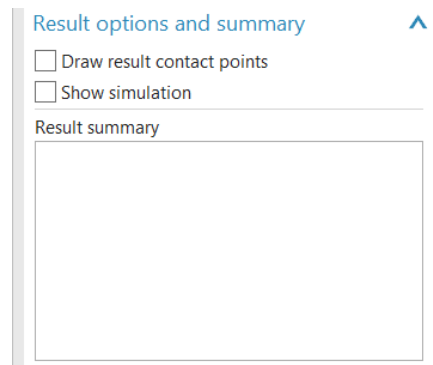 Result options and summary
Draw result contact points
Show simulation
Result summary